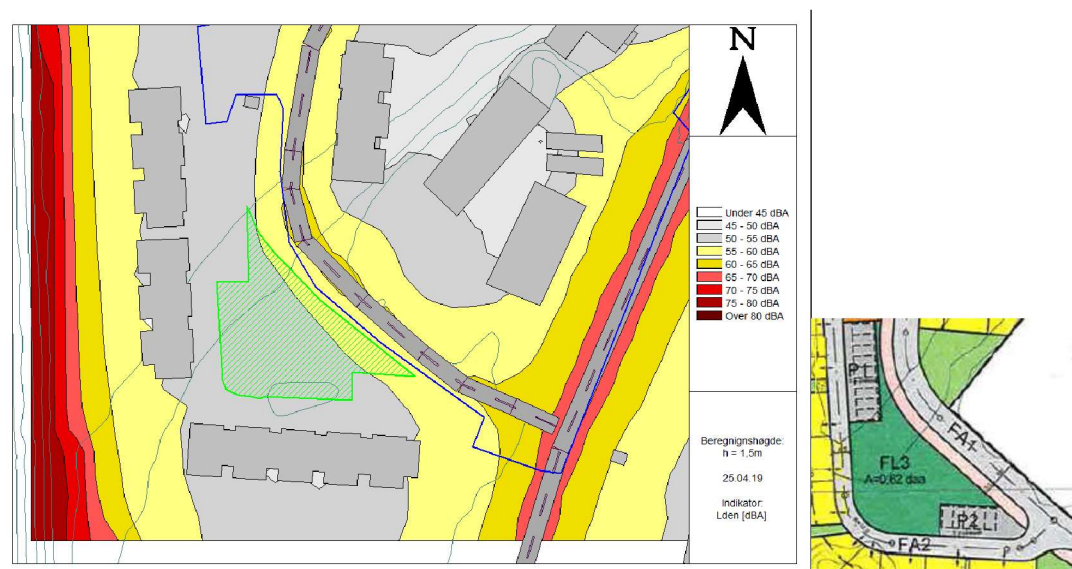 N
Under 45 dBA
45 - 50 dBA
50 - 55 dBA
55 - 60 dBA
60 - 65 dBA
65 - 70 dBA
70 - 75 dBA
75 - 80 dBA
Over 80 dBA
Beregnignshøgde:
h = 1,5m
25.04.19
Indikator:
Lden [dBA]
P1
FA1
FL3
A=0,62 daa
P2
FA2